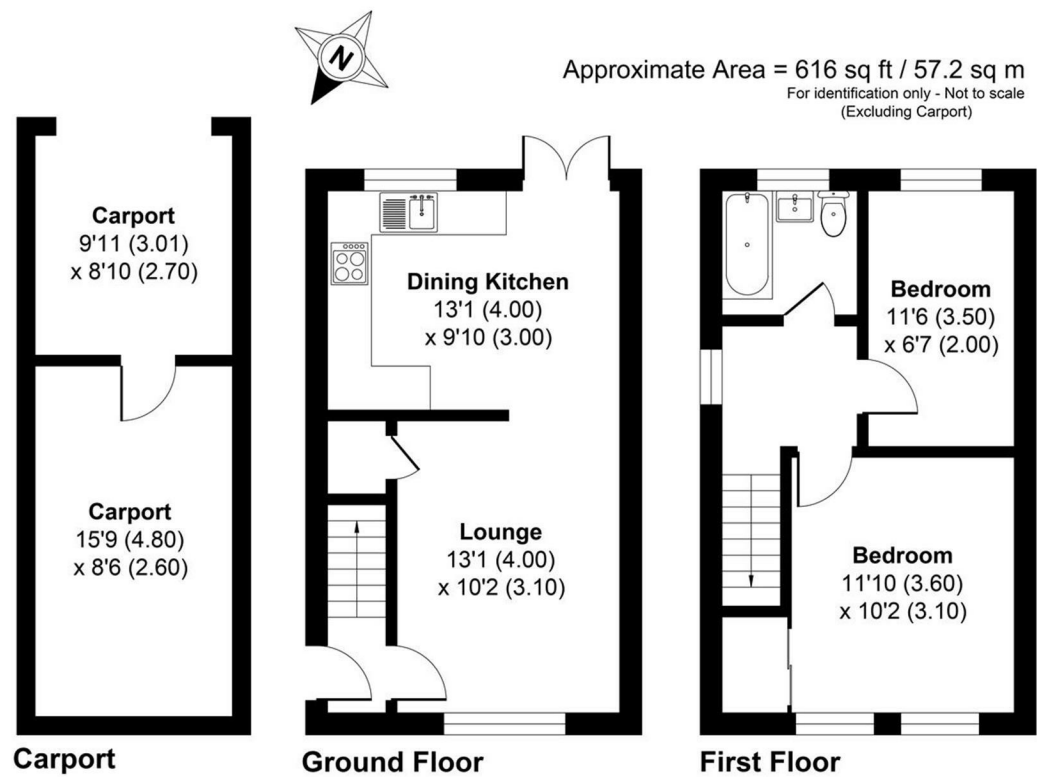 N
Approximate Area = 616 sq ft / 57.2 sq m
For identification only - Not to scale
(Excluding Carport)
Carport
9'11 (3.01)
x 8'10 (2.70)
Carport
15'9 (4.80)
x 8'6 (2.60)
Carport
Dining Kitchen
13'1 (4.00)
x 9'10 (3.00)
Lounge
13'1 (4.00)
x 10'2 (3.10)
Ground Floor
Bedroom
11'6 (3.50)
x 6'7 (2.00)
Bedroom
11'10 (3.60)
x 10'2 (3.10)
First Floor